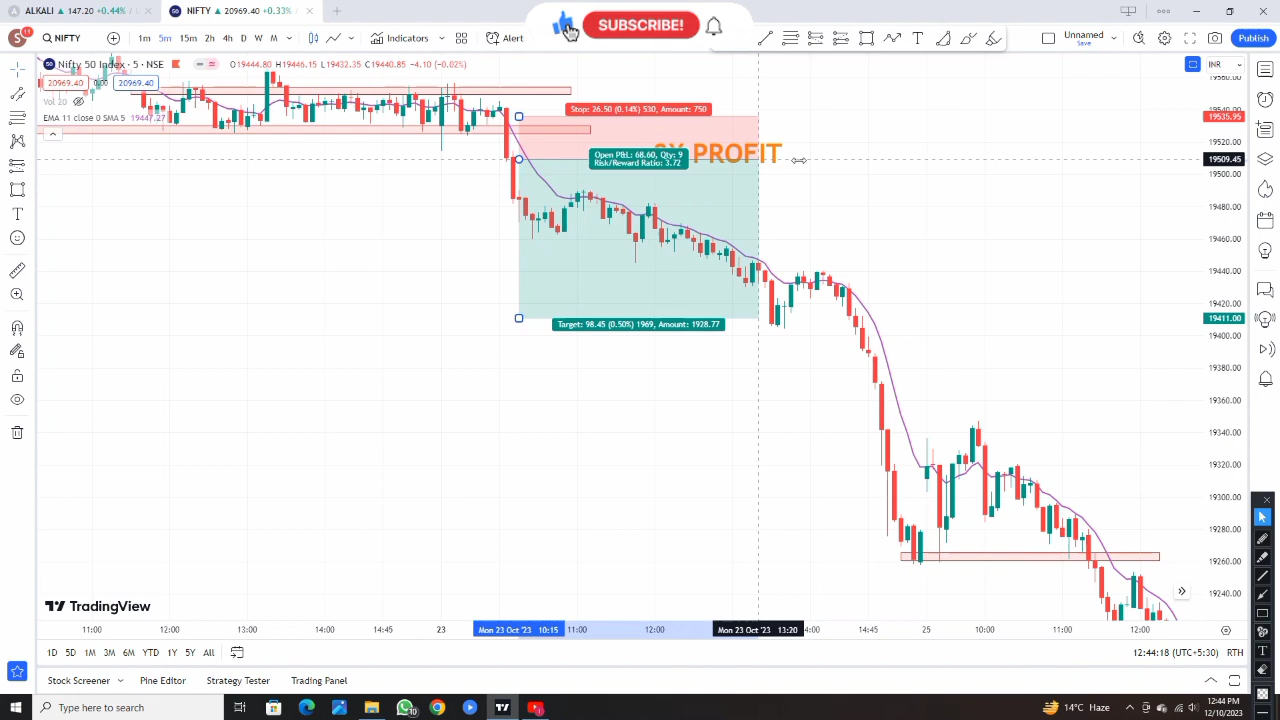 ALKALI ▲ 147.20 +0.44%
NIFTY ▲ 20969.40 +0.33%
SUBSCRIBE!
NIFTY
1m 5m 15m 2h 4h D W M
Indicators
Alert
Unnamed
Save
Publish
Nifty 50 Index · 5 · NSE
O19444.80 H19446.15 L19432.35 C19440.85 −4.10 (−0.02%)
INR
20969.40
20969.40
Vol 20
EMA 11 close 0 SMA 5 19447.27
Stop: 26.50 (0.14%) 530, Amount: 750
PROFIT
Open P&L: 68.60, Qty: 9
Risk/Reward Ratio: 3.72
Target: 98.45 (0.50%) 1969, Amount: 1928.77
19560.00
19540.00
19535.95
19520.00
19509.45
19500.00
19480.00
19460.00
19440.00
19420.00
19411.00
19400.00
19380.00
19360.00
19340.00
19320.00
19300.00
19280.00
19260.00
19240.00
TradingView
11:00 12:00 13:00 14:00 14:45 23 Mon 23 Oct '23 10:15 11:00 12:00 Mon 23 Oct '23 13:20 4:00 14:45 25 10:00 11:00 12:00
1D 5D 1M 3M 6M YTD 1Y 5Y All
12:44:18 (UTC+5:30) RTH
Stock Screener Pine Editor Strategy Tester Trading Panel
Type here to search
14°C Haze
12:44 PM
12/10/2023